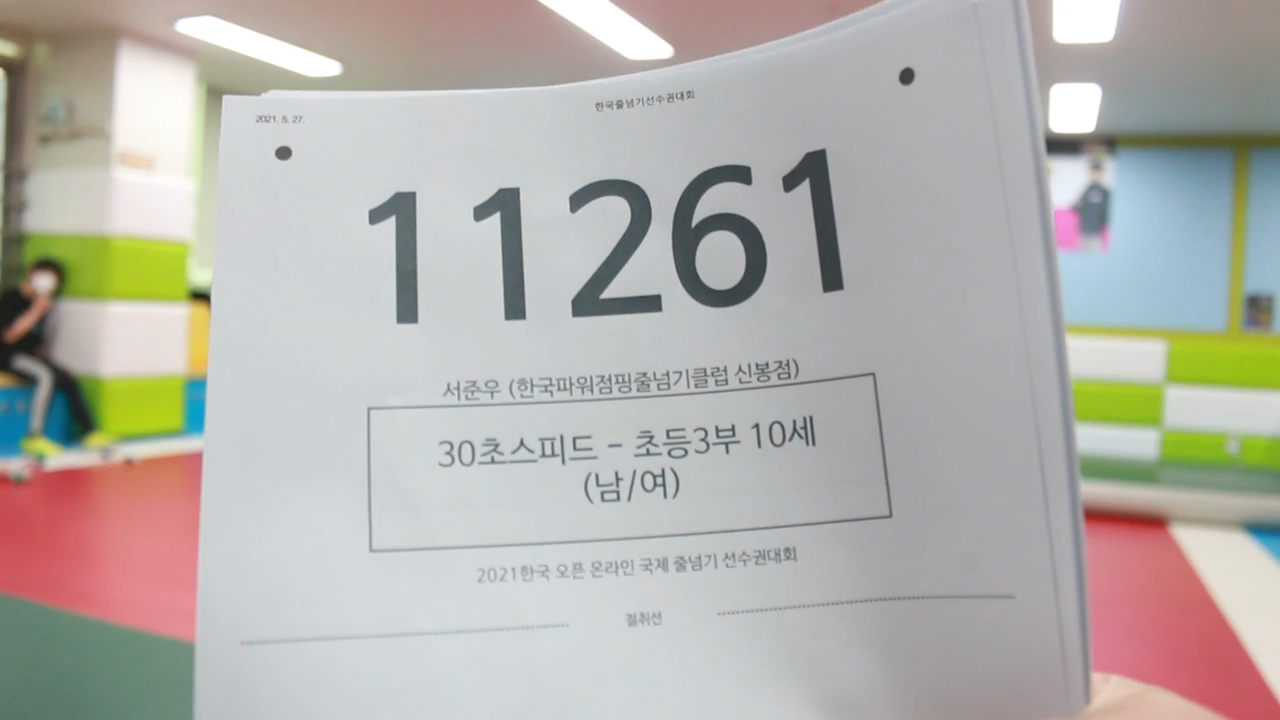 2021. 5. 27.
한국줄넘기선수권대회
11261
서준우 (한국파워점핑줄넘기클럽 신봉점)
30초스피드 - 초등3부 10세
(남/여)
2021한국 오픈 온라인 국제 줄넘기 선수권대회
절취선